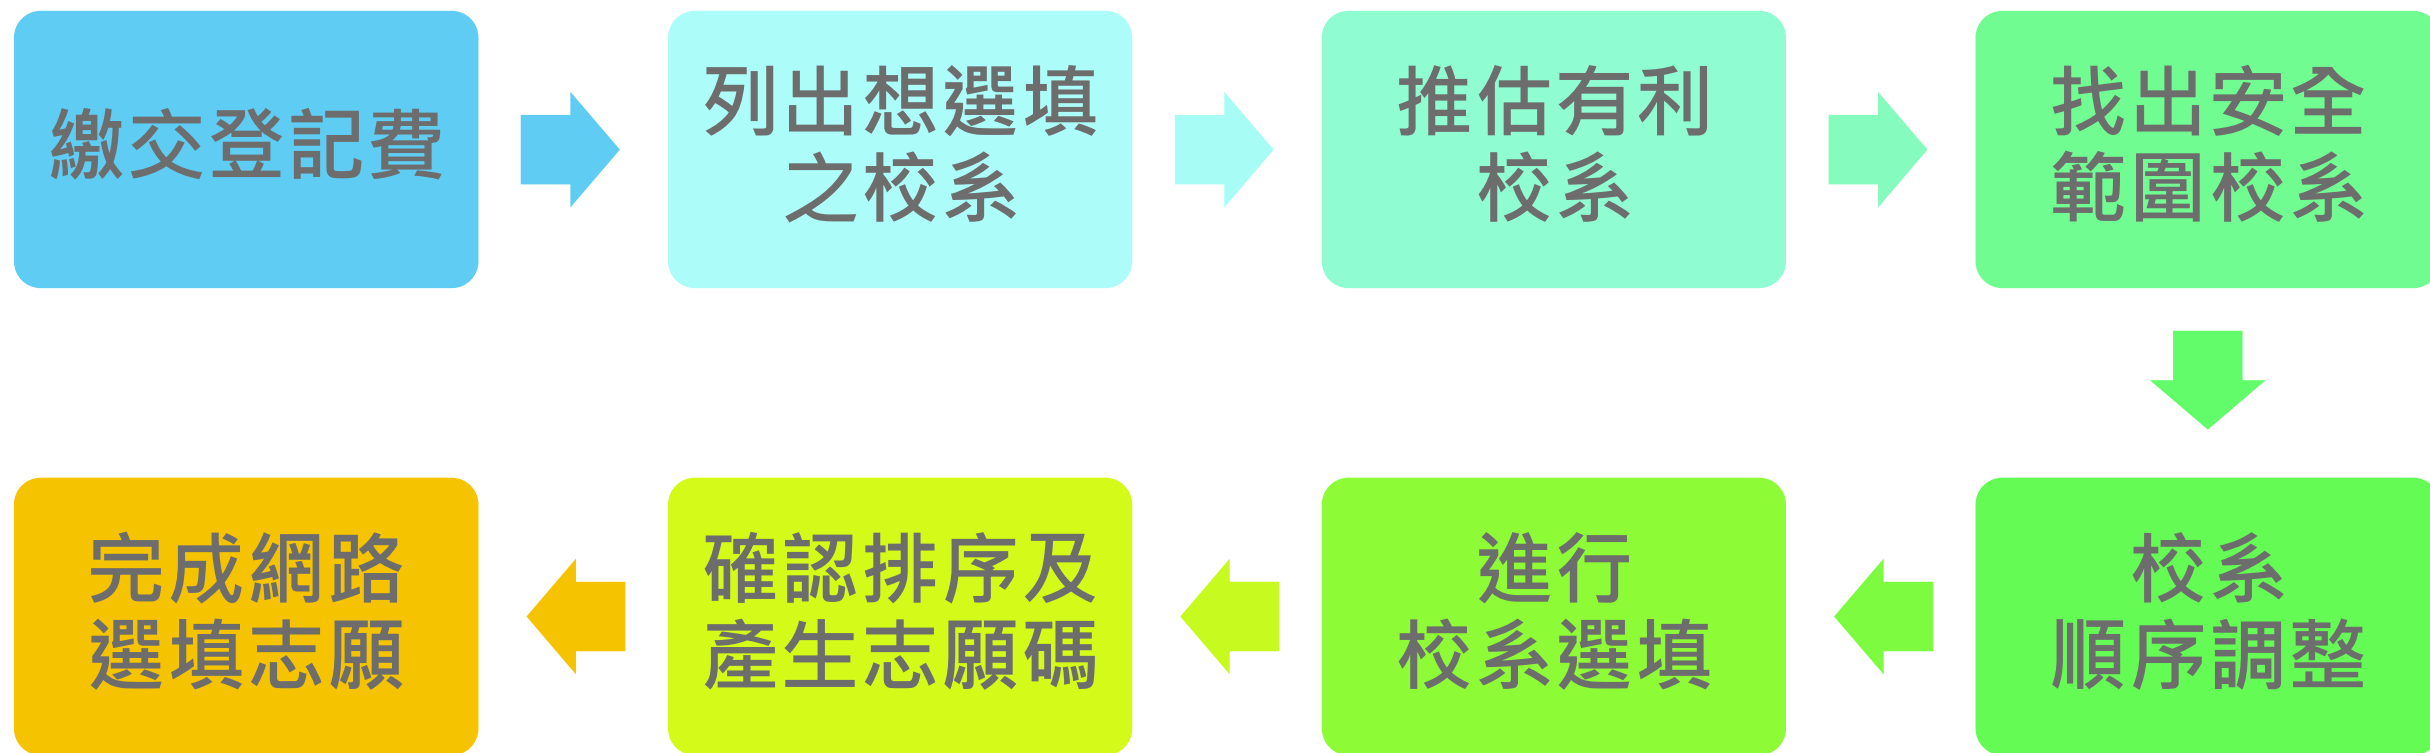 繳交登記費
列出想選填
之校系
推估有利
校系
找出安全
範圍校系
校系
順序調整
進行
校系選填
確認排序及
產生志願碼
完成網路
選填志願